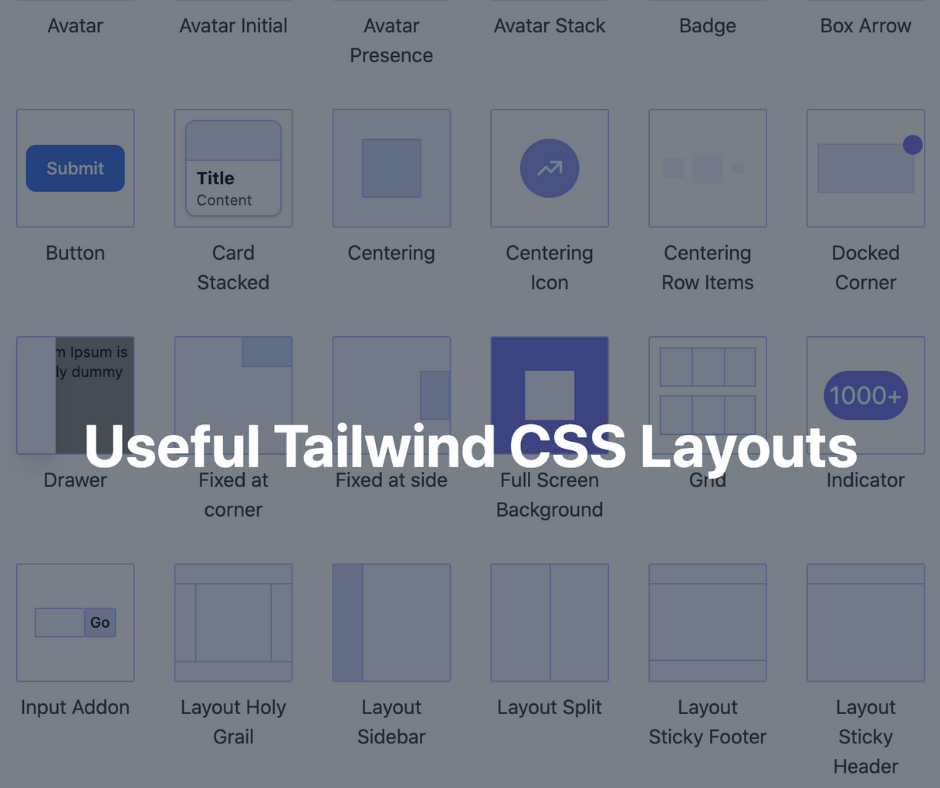 Avatar
Avatar Initial
Avatar
Presence
Avatar Stack
Badge
Box Arrow
Submit
Title
Content
Button
Card
Stacked
Centering
Centering
Icon
Centering
Row Items
Docked
Corner
m Ipsum is
ly dummy
1000+
Useful Tailwind CSS Layouts
Drawer
Fixed at
corner
Fixed at side
Full Screen
Background
Grid
Indicator
Go
Input Addon
Layout Holy
Grail
Layout
Sidebar
Layout Split
Layout
Sticky Footer
Layout
Sticky
Header